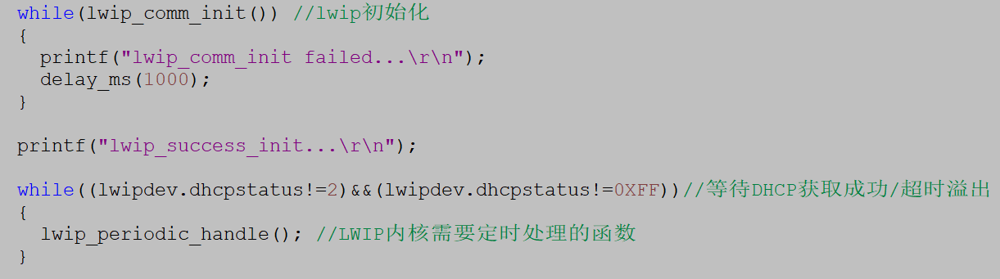 while(lwip_comm_init()) //lwip初始化
{
  printf("lwip_comm_init failed...\r\n");
  delay_ms(1000);
}

printf("lwip_success_init...\r\n");

while((lwipdev.dhcpstatus!=2)&&(lwipdev.dhcpstatus!=0XFF))//等待DHCP获取成功/超时溢出
{
  lwip_periodic_handle(); //LWIP内核需要定时处理的函数
}